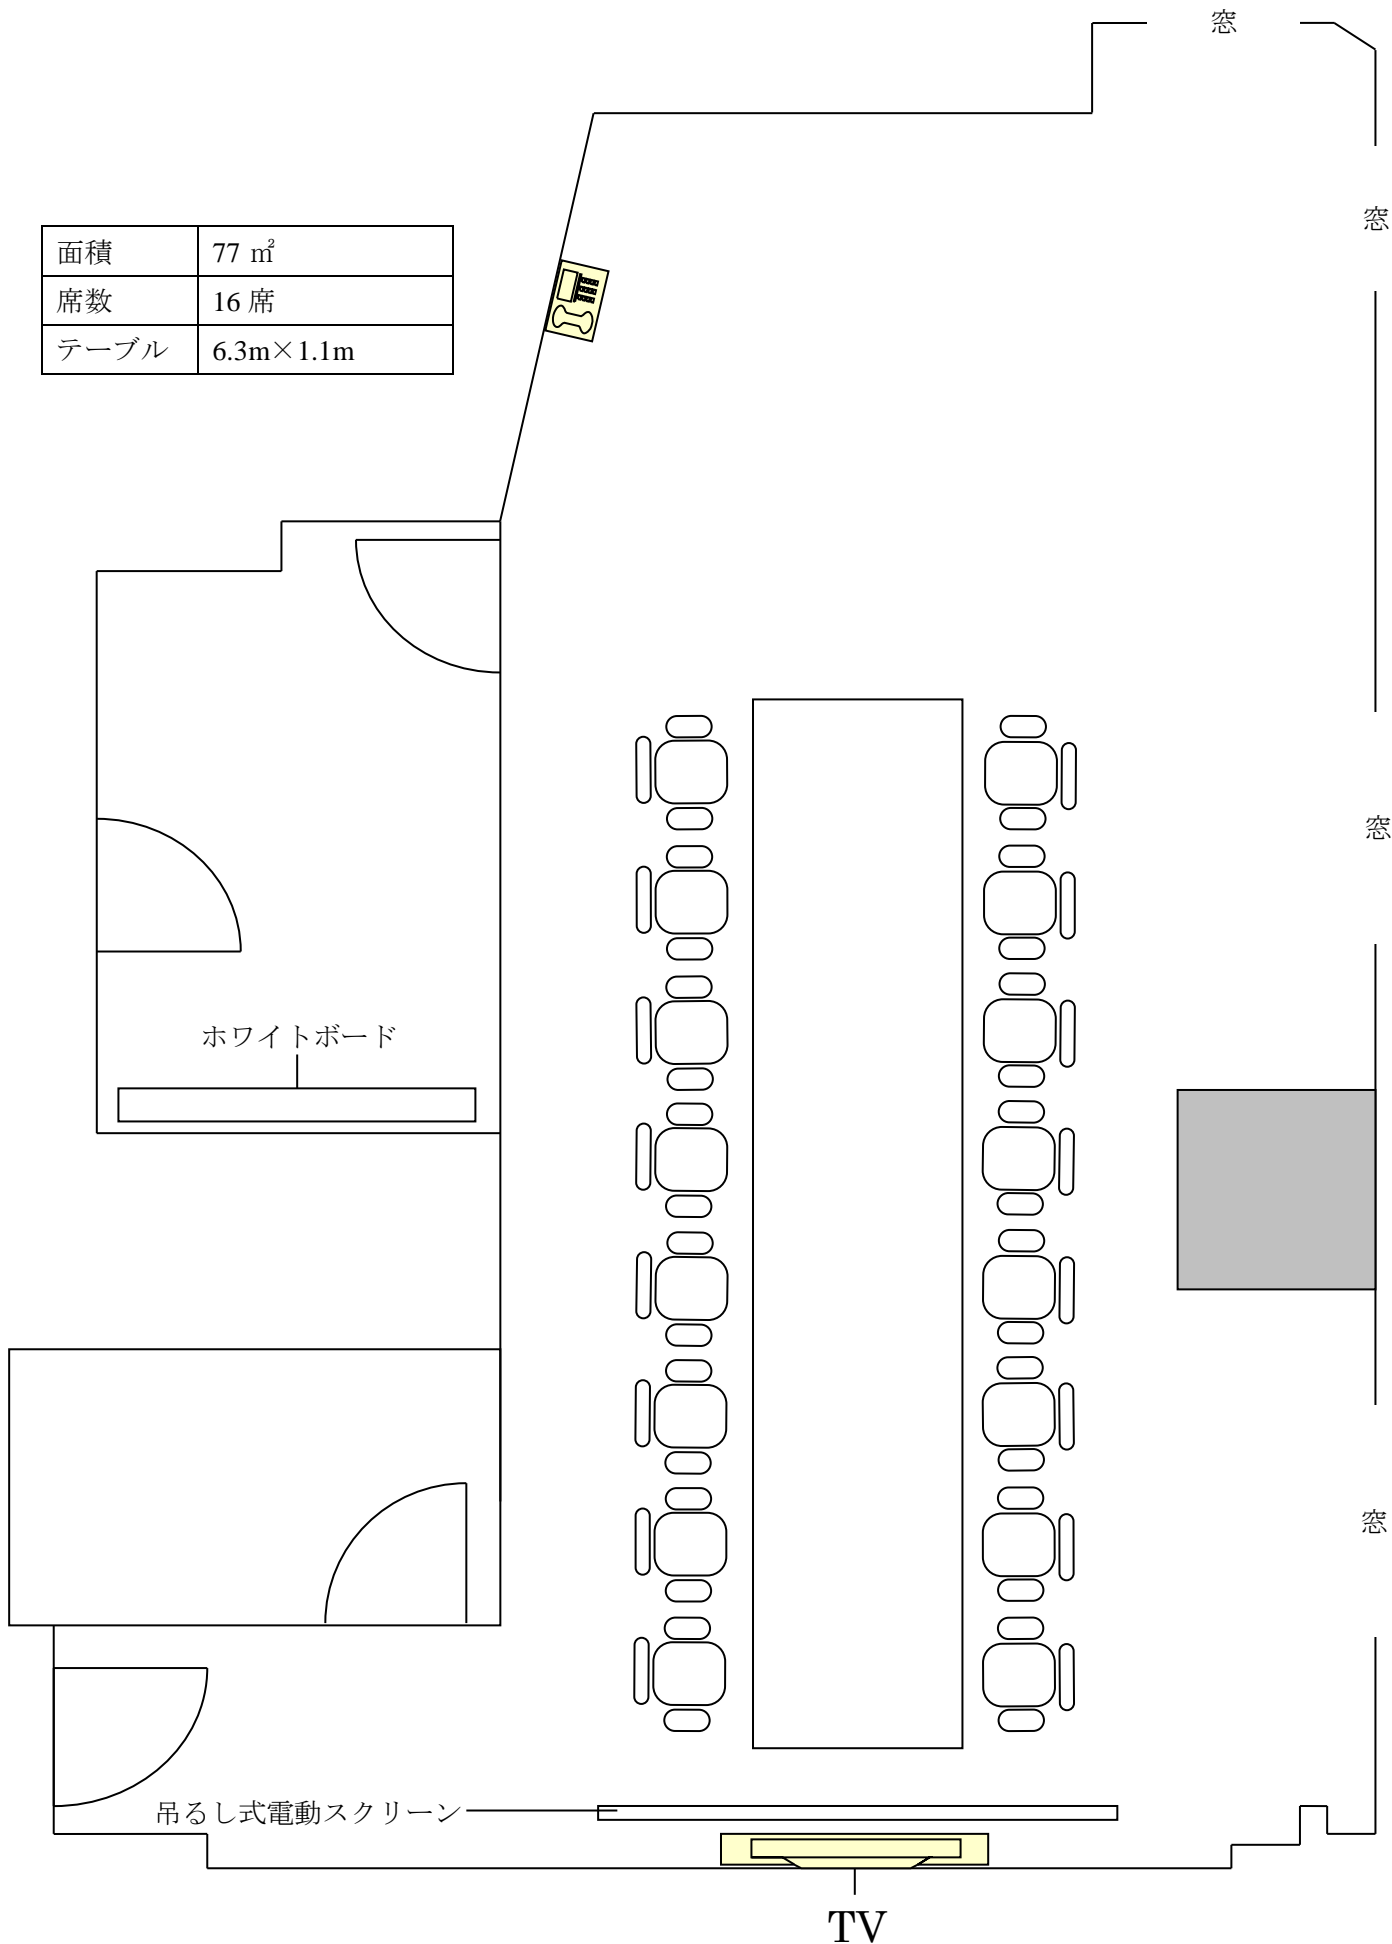 窓
窓
面積 77 ㎡
席数 16 席
テーブル 6.3m×1.1m
窓
ホワイトボード
窓
吊るし式電動スクリーン
TV